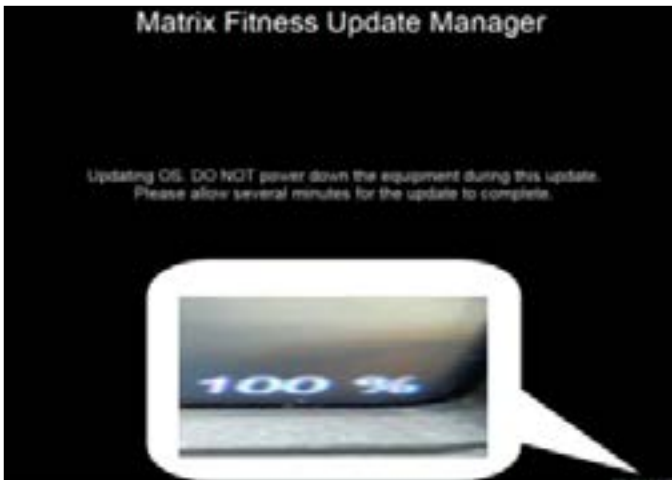 Matrix Fitness Update Manager
Updating OS. DO NOT power down the equipment during this update.
Please allow several minutes for the update to complete.
100 %